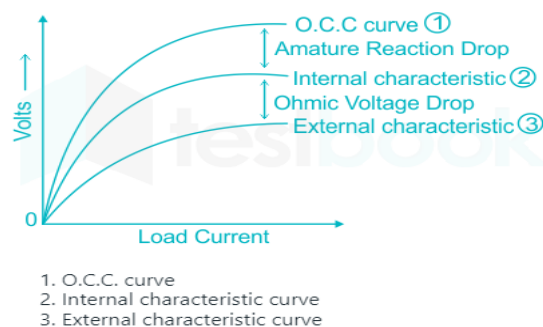 O.C.C curve ①
Amature Reaction Drop
Internal characteristic ②
Ohmic Voltage Drop
External characteristic ③
Volts
0
Load Current
testbook
1. O.C.C. curve
2. Internal characteristic curve
3. External characteristic curve